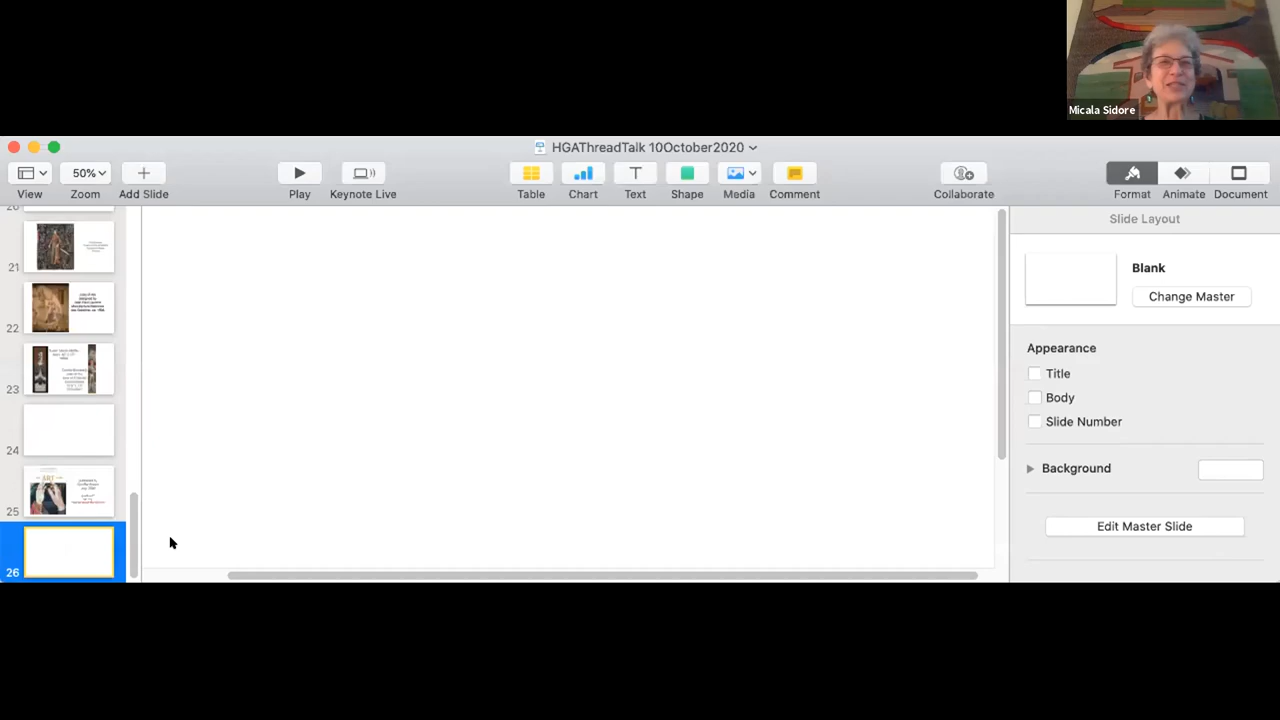 Micala Sidore
HGAThreadTalk 10October2020
50%
View
Zoom
Add Slide
Play
Keynote Live
Table
Chart
Text
Shape
Media
Comment
Collaborate
Format
Animate
Document
Slide Layout
Blank
Change Master
Appearance
Title
Body
Slide Number
Background
Edit Master Slide
21
22
23
24
25
ART
26